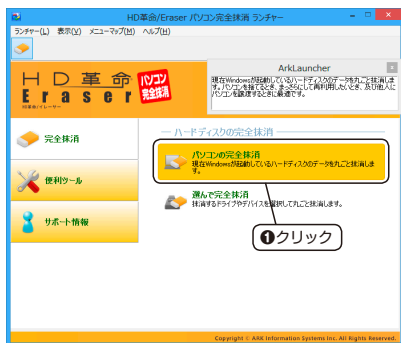 HD革命/Eraser パソコン完全抹消 ランチャー
ランチャー(L) 表示(V) メニューマップ(M) ヘルプ(H)
ArkLauncher
HD革命
Eraser
HD革命/イレーサー
パソコン
完全抹消
現在Windowsが起動しているハードディスクのデータを丸ごと抹消しま
す。パソコンを捨てるとき、まっさらにして再利用したいとき、及び他人に
パソコンを譲渡するときに最適です。
完全抹消
便利ツール
サポート情報
ハードディスクの完全抹消
パソコンの完全抹消
現在Windowsが起動しているハードディスクのデータを丸ごと抹消しま
す。
選んで完全抹消
抹消するドライブやデバイスを選択して丸ごと抹消します。
❶クリック
Copyright © ARK Information Systems Inc. All Rights Reserved.